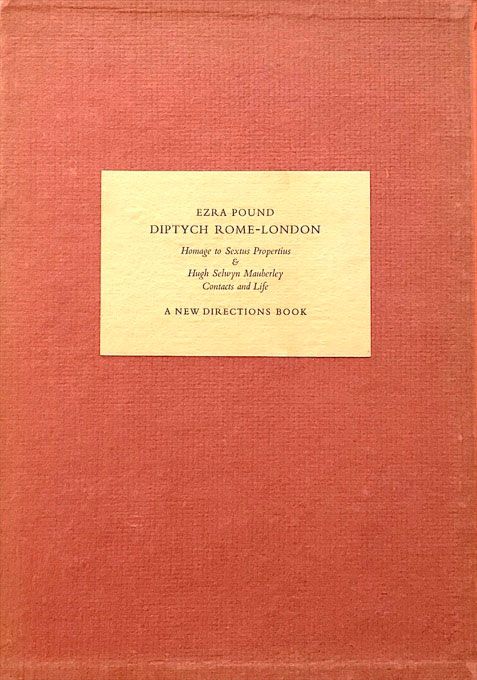 EZRA POUND
DIPTYCH ROME-LONDON
Homage to Sextus Propertius
&
Hugh Selwyn Mauberley
Contacts and Life
A NEW DIRECTIONS BOOK